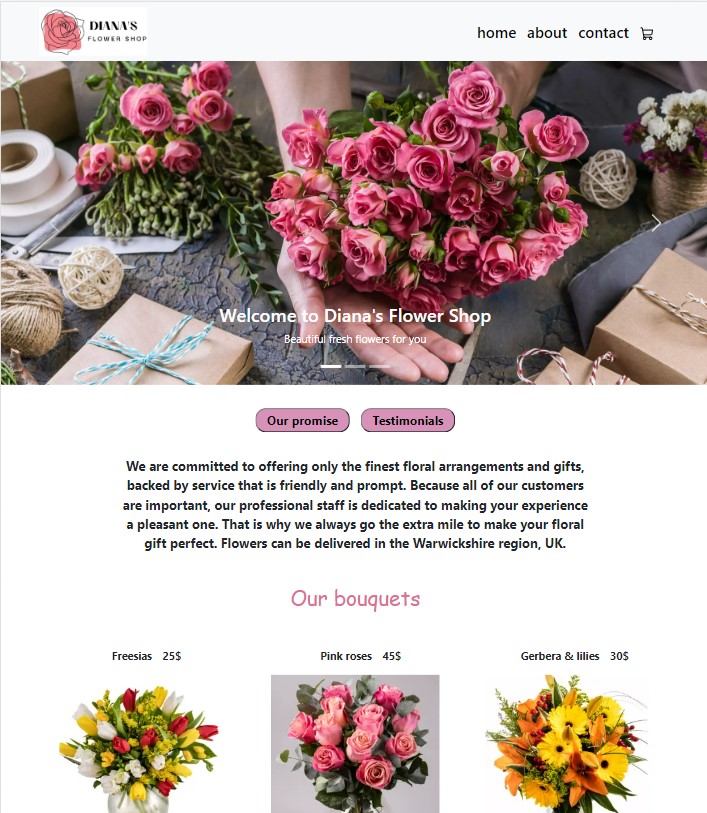 DIANA'S
FLOWER SHOP
home about contact
Welcome to Diana's Flower Shop
Beautiful fresh flowers for you
Our promise Testimonials
We are committed to offering only the finest floral arrangements and gifts,
backed by service that is friendly and prompt. Because all of our customers
are important, our professional staff is dedicated to making your experience
a pleasant one. That is why we always go the extra mile to make your floral
gift perfect. Flowers can be delivered in the Warwickshire region, UK.
Our bouquets
Freesias 25$ Pink roses 45$ Gerbera & lilies 30$